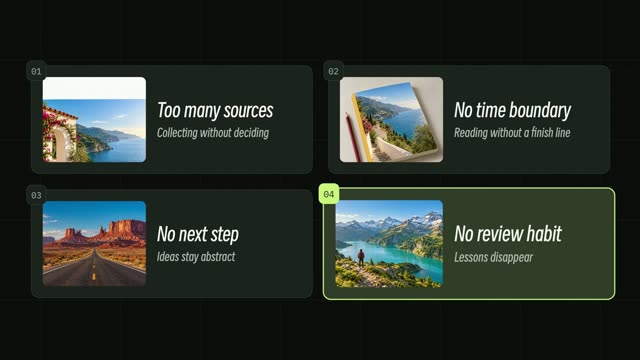 01
Too many sources
Collecting without deciding
02
No time boundary
Reading without a finish line
03
No next step
Ideas stay abstract
04
No review habit
Lessons disappear